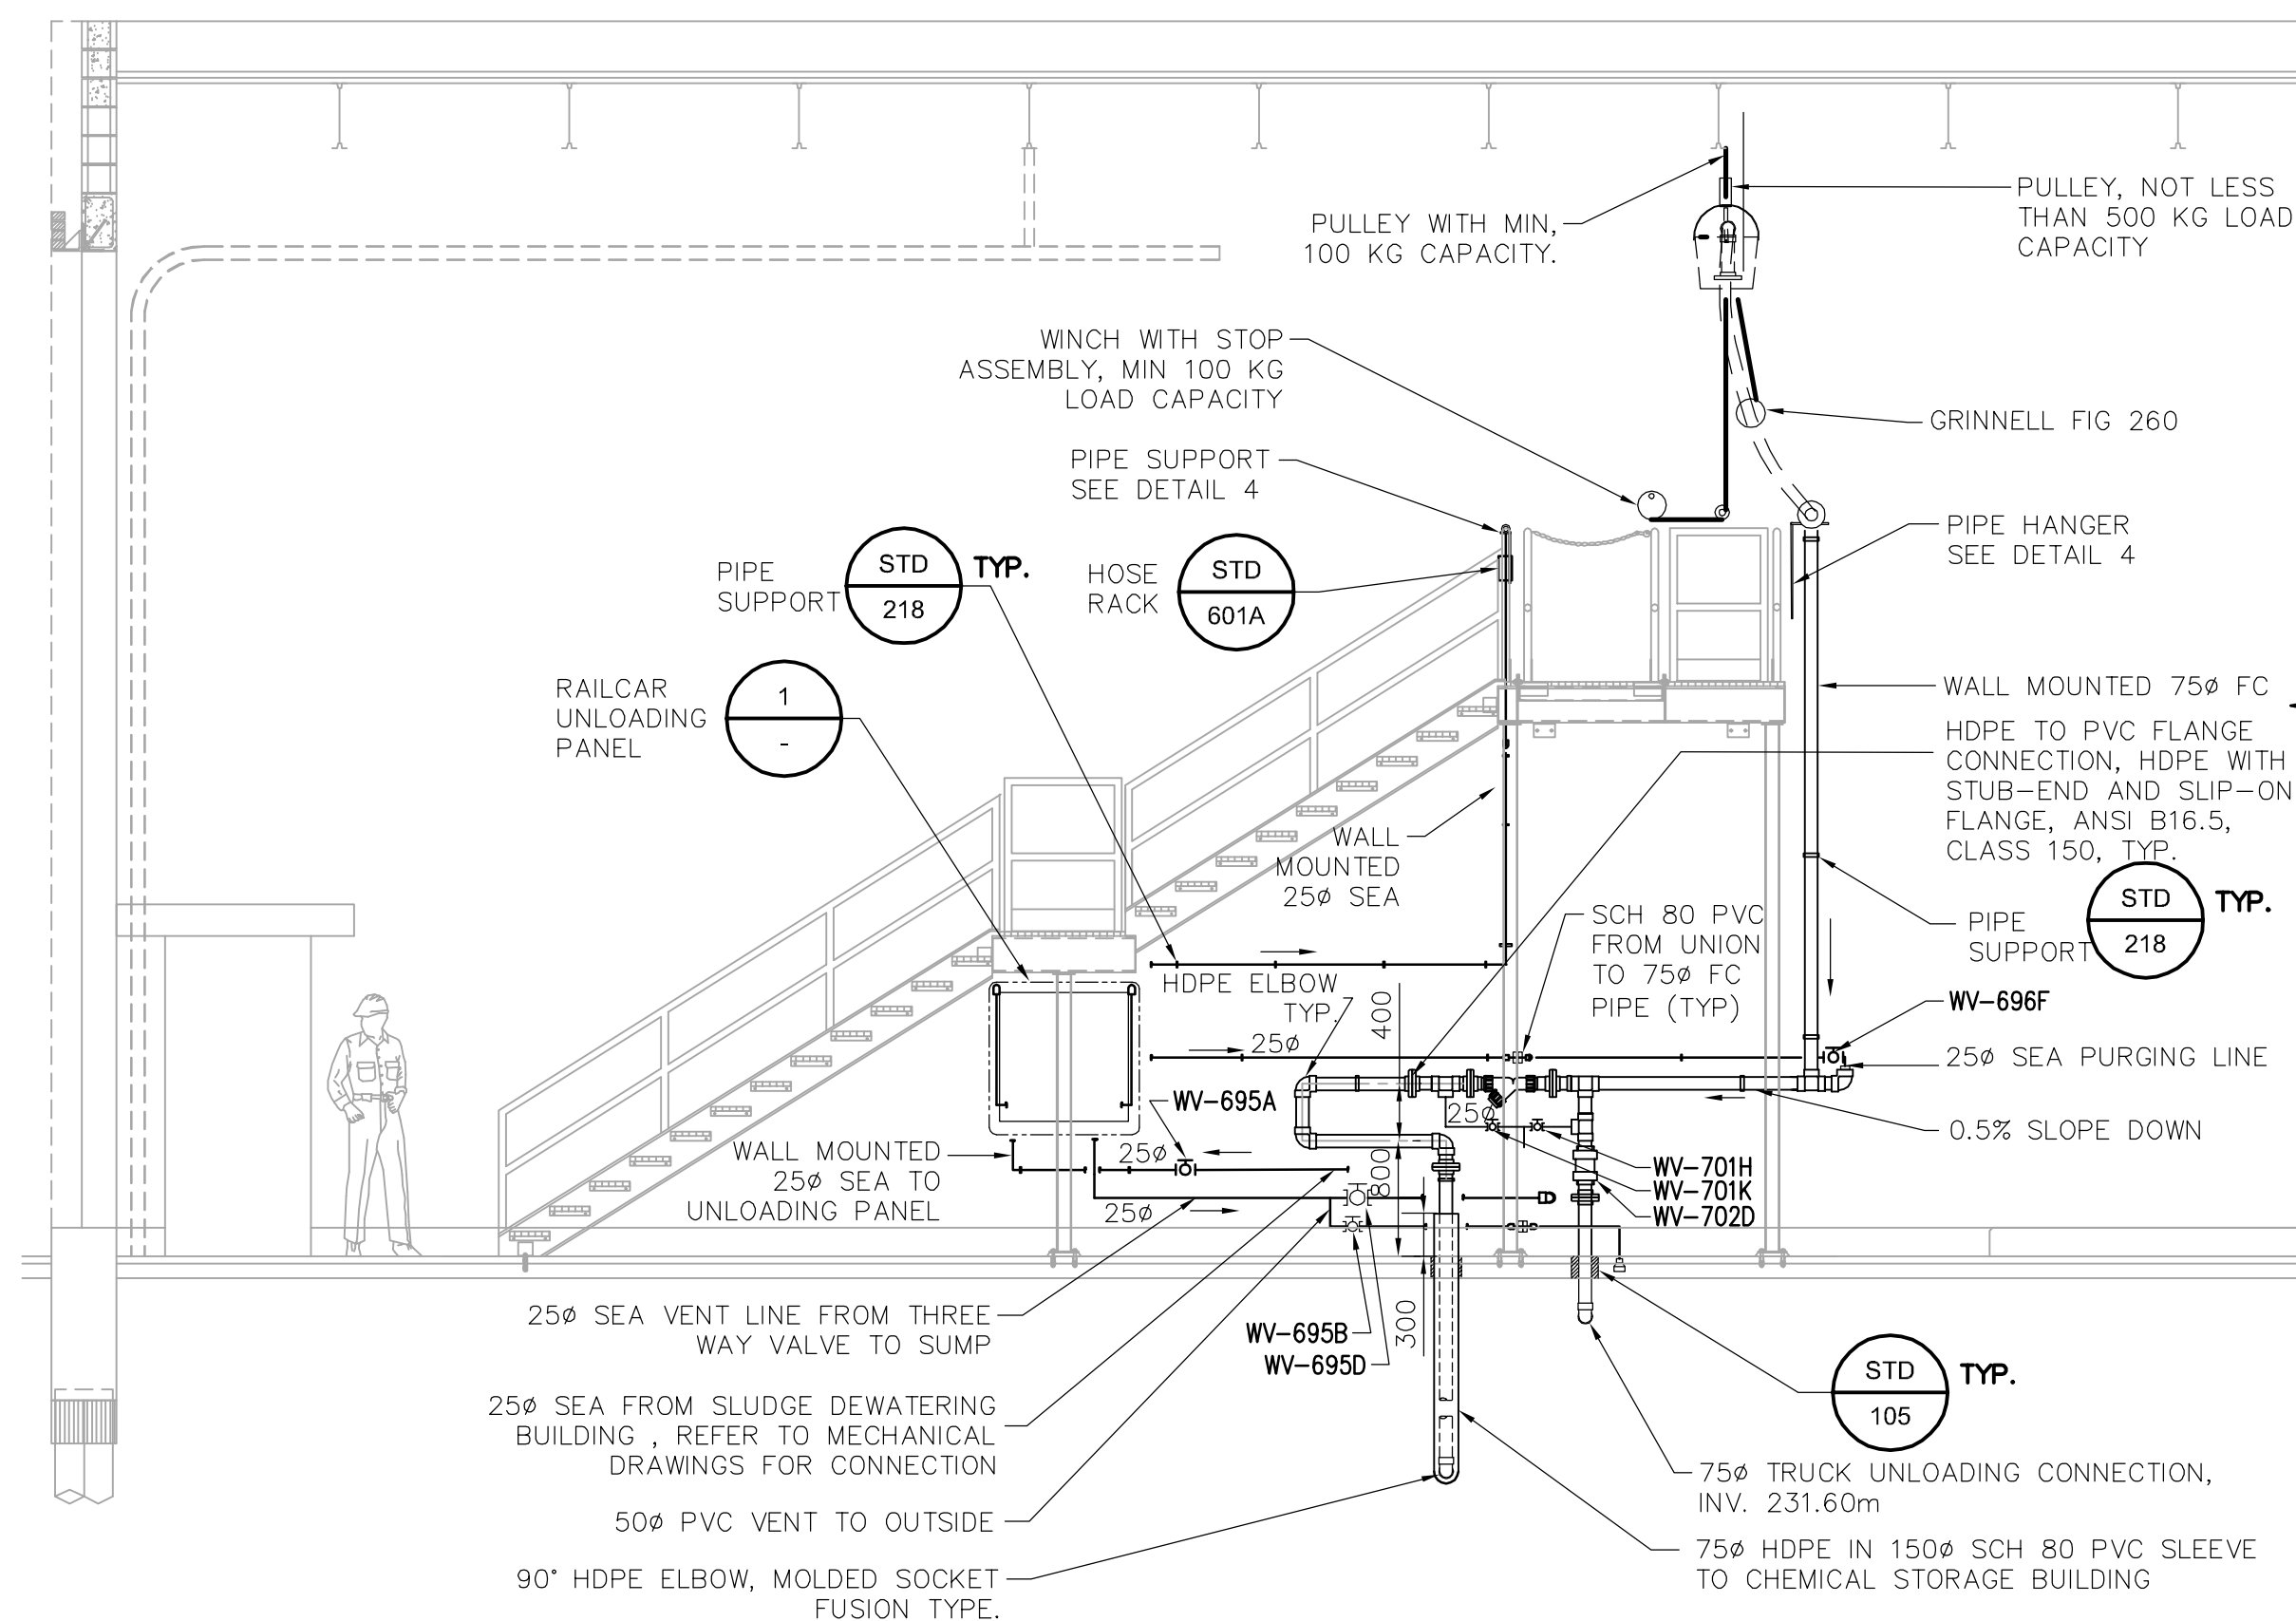 PULLEY, NOT LESS
THAN 500 KG LOAD
CAPACITY
PULLEY WITH MIN,
100 KG CAPACITY.
WINCH WITH STOP
ASSEMBLY, MIN 100 KG
LOAD CAPACITY
GRINNELL FIG 260
PIPE SUPPORT
SEE DETAIL 4
PIPE HANGER
SEE DETAIL 4
PIPE
SUPPORT
STD
218
TYP.
HOSE
RACK
STD
601A
RAILCAR
UNLOADING
PANEL
1
-
WALL MOUNTED 75ø FC
HDPE TO PVC FLANGE
CONNECTION, HDPE WITH
STUB-END AND SLIP-ON
FLANGE, ANSI B16.5,
CLASS 150, TYP.
WALL
MOUNTED
25ø SEA
SCH 80 PVC
FROM UNION
TO 75ø FC
PIPE (TYP)
PIPE
SUPPORT
STD
218
TYP.
HDPE ELBOW
TYP.
400
WV-696F
25ø
25ø SEA PURGING LINE
WV-695A
25ø
0.5% SLOPE DOWN
WALL MOUNTED
25ø SEA TO
UNLOADING PANEL
25ø
800
WV-701H
WV-701K
WV-702D
25ø
25ø SEA VENT LINE FROM THREE
WAY VALVE TO SUMP
WV-695B
WV-695D
300
STD
105
TYP.
25ø SEA FROM SLUDGE DEWATERING
BUILDING , REFER TO MECHANICAL
DRAWINGS FOR CONNECTION
75ø TRUCK UNLOADING CONNECTION,
INV. 231.60m
50ø PVC VENT TO OUTSIDE
75ø HDPE IN 150ø SCH 80 PVC SLEEVE
TO CHEMICAL STORAGE BUILDING
90° HDPE ELBOW, MOLDED SOCKET
FUSION TYPE.